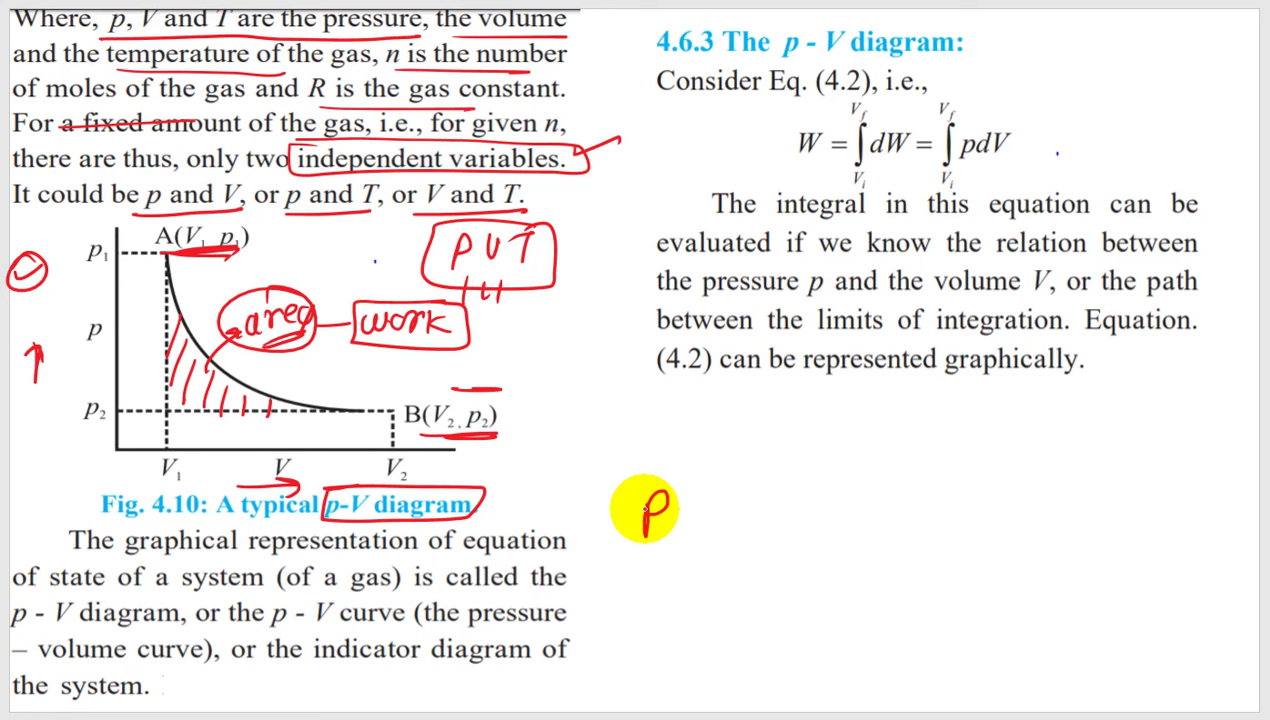 Where, p, V and T are the pressure, the volume
and the temperature of the gas, n is the number
of moles of the gas and R is the gas constant.
For a fixed amount of the gas, i.e., for given n,
there are thus, only two independent variables.
It could be p and V, or p and T, or V and T.
A(V₁, p₁)
p₁
P V T
area
work
p
p₂
B(V₂, p₂)
V₁ V V₂
Fig. 4.10: A typical p-V diagram
The graphical representation of equation
of state of a system (of a gas) is called the
p - V diagram, or the p - V curve (the pressure
– volume curve), or the indicator diagram of
the system.
4.6.3 The p - V diagram:
Consider Eq. (4.2), i.e.,
W = ∫_{V_i}^{V_f} dW = ∫_{V_i}^{V_f} pdV
The integral in this equation can be
evaluated if we know the relation between
the pressure p and the volume V, or the path
between the limits of integration. Equation.
(4.2) can be represented graphically.
P